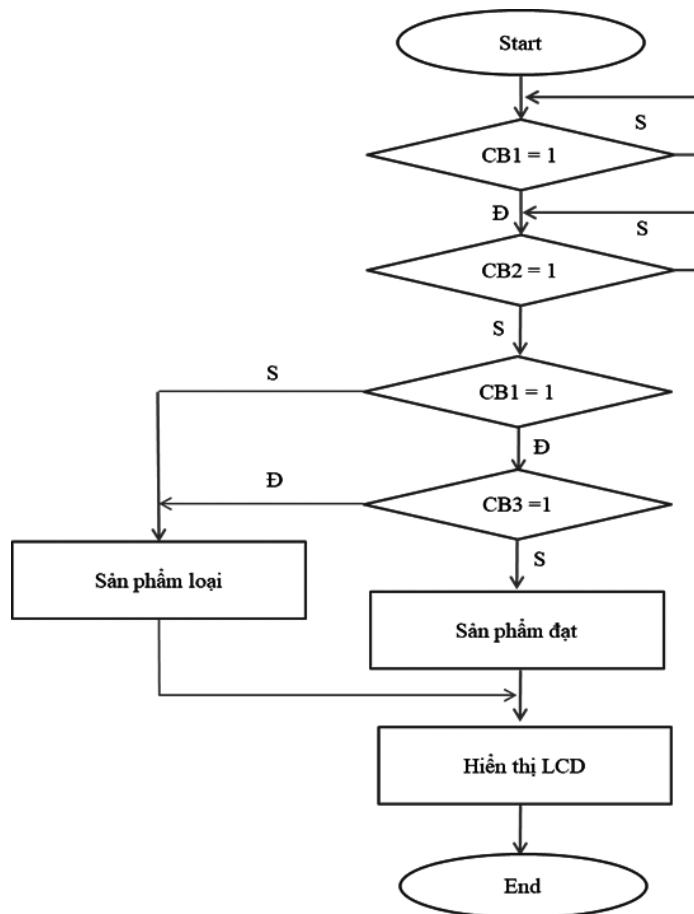 Start
S
CB1 = 1
Đ
S
CB2 = 1
S
S
CB1 = 1
Đ
Đ
CB3 =1
S
Sản phẩm loại
Sản phẩm đạt
Hiển thị LCD
End